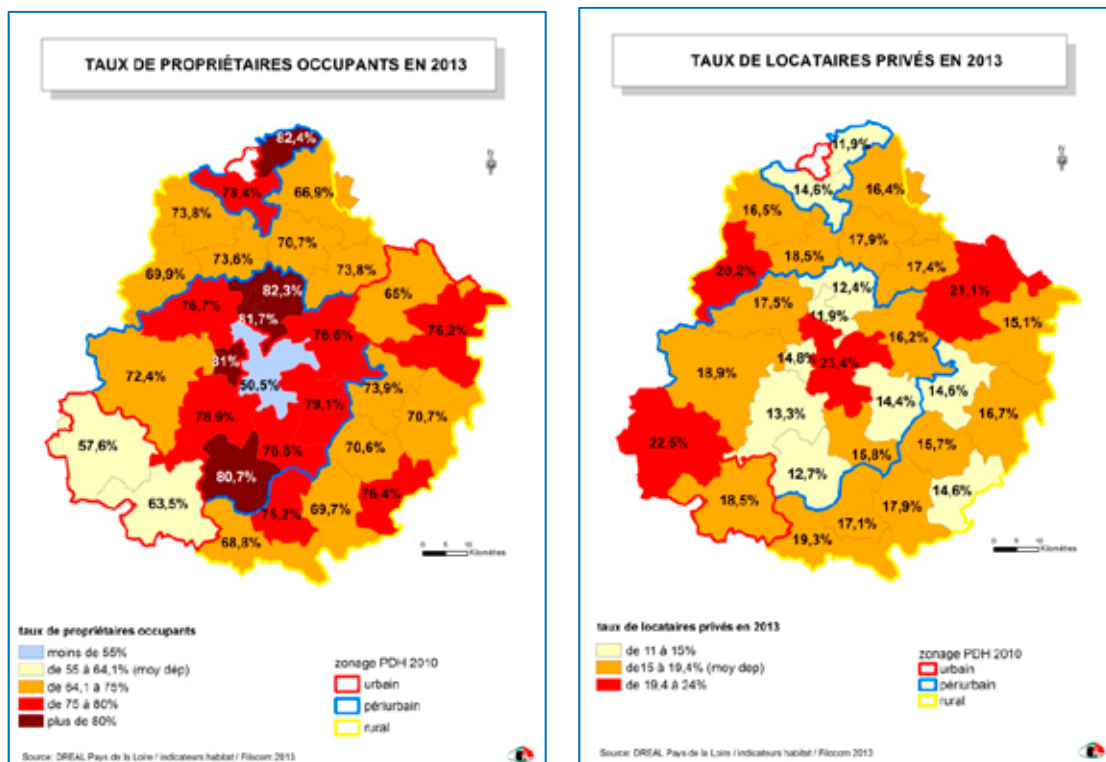 TAUX DE PROPRIÉTAIRES OCCUPANTS EN 2013
82,4%
78,4%
66,9%
73,8%
70,7%
73,6%
73,8%
69,9%
82,3%
65%
76,7%
81,7%
76,6%
76,2%
81%
72,4%
50,5%
73,9%
78,9%
79,1%
70,7%
57,6%
76,5%
70,6%
80,7%
63,5%
76,4%
75,2%
69,7%
68,8%
0 5 10
Kilomètres
taux de propriétaires occupants
moins de 55%
de 55 à 64,1% (moy dép)
de 64,1 à 75%
de 75 à 80%
plus de 80%
zonage PDH 2010
urbain
périurbain
rural
Source: DREAL Pays de la Loire / indicateurs habitat / Filocom 2013
TAUX DE LOCATAIRES PRIVÉS EN 2013
11,9%
14,6%
16,4%
16,5%
17,9%
18,5%
17,4%
20,2%
12,4%
21,1%
17,5%
11,9%
15,1%
16,2%
14,8%
23,4%
18,9%
14,6%
14,4%
13,3%
16,7%
22,5%
15,7%
15,8%
12,7%
18,5%
14,6%
17,9%
17,1%
19,3%
0 5 10
Kilomètres
taux de locataires privés en 2013
de 11 à 15%
de15 à 19,4% (moy dep)
de 19,4 à 24%
zonage PDH 2010
urbain
périurbain
rural
Source: DREAL Pays de la Loire / indicateurs habitat / Filocom 2013